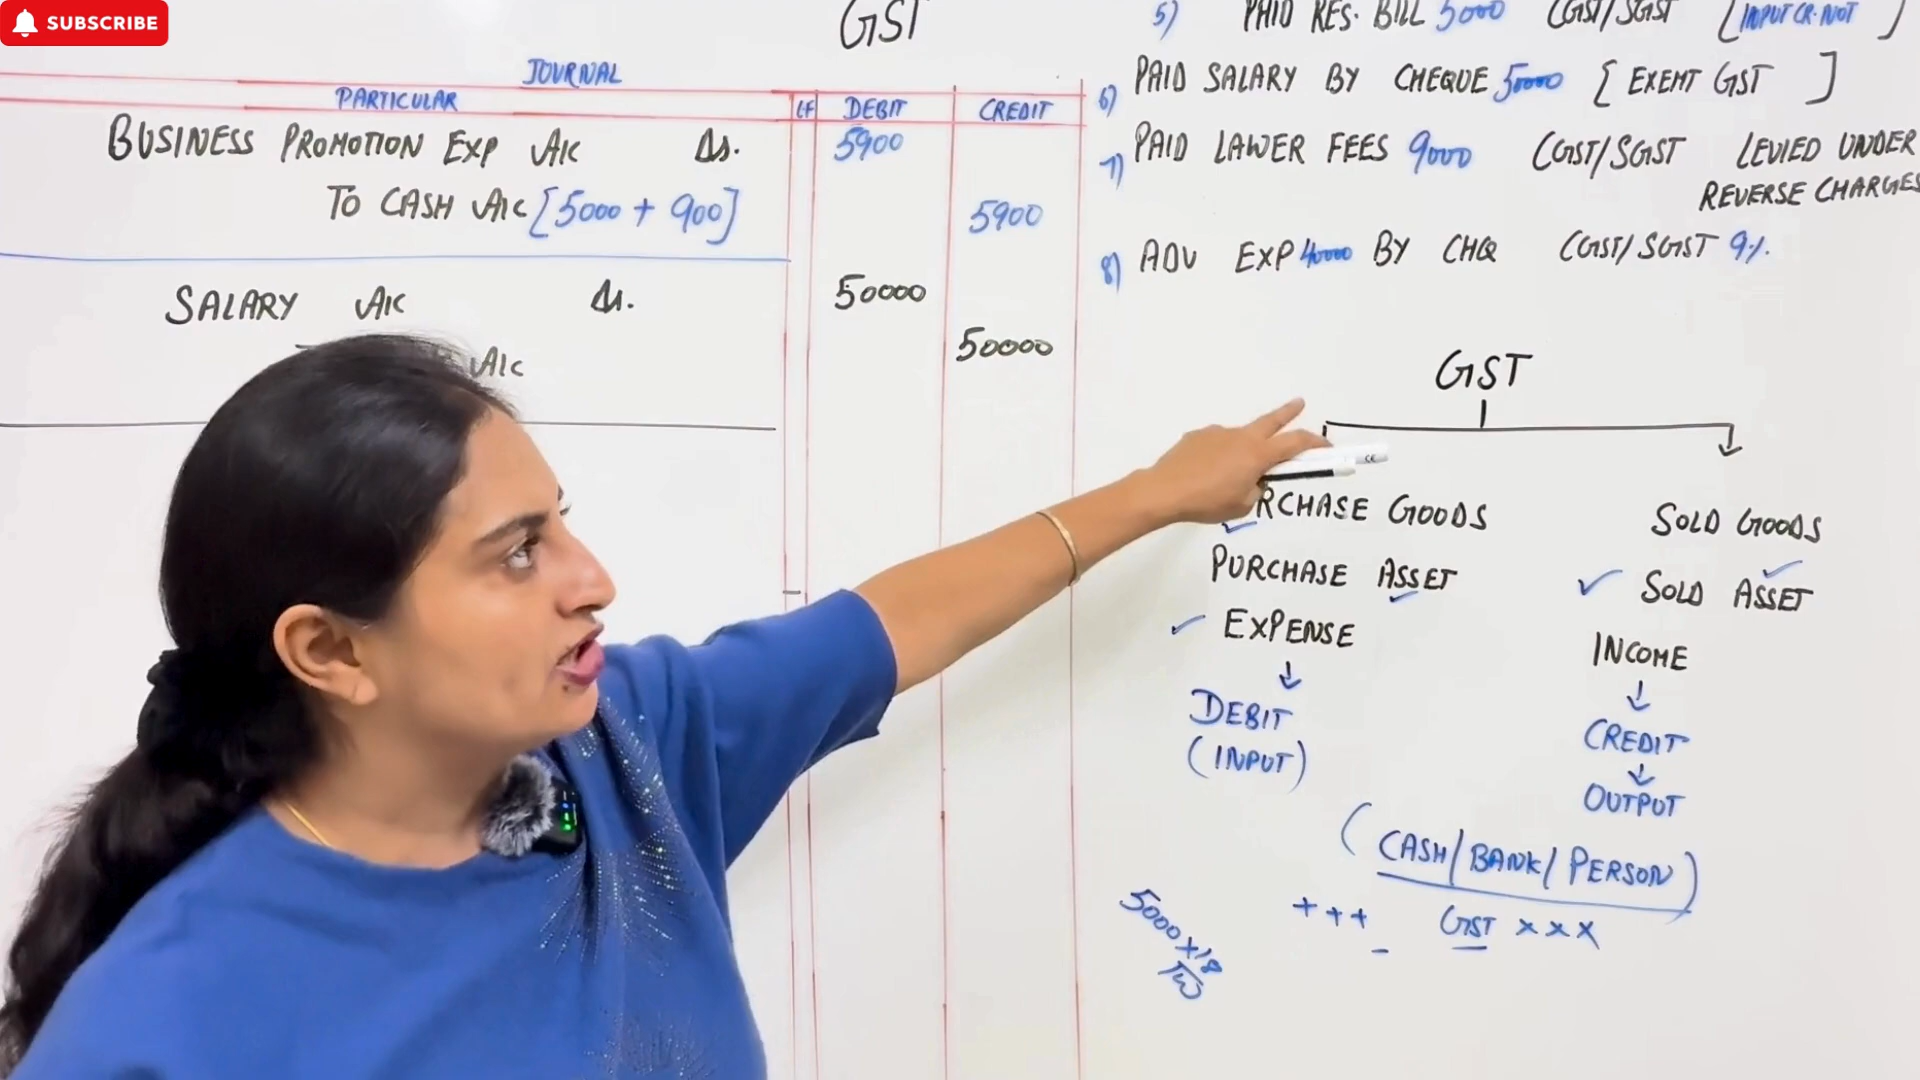 SUBSCRIBE
GST
JOURNAL
PARTICULAR LF DEBIT CREDIT
BUSINESS PROMOTION EXP A/C Dr. 5900
TO CASH A/C [5000 + 900] 5900
SALARY A/C Dr. 50000
A/C 50000
5) PAID RES. BILL 5000 CGST/SGST [INPUT CR. NOT]
6) PAID SALARY BY CHEQUE 50000 [EXEMT GST ]
7) PAID LAWER FEES 9000 CGST/SGST LEVIED UNDER
REVERSE CHARGES
8) ADV EXP 40000 BY CHQ CGST/SGST 9%.
GST
RCHASE GOODS
PURCHASE ASSET
EXPENSE
DEBIT
(INPUT)
SOLD GOODS
SOLD ASSET
INCOME
CREDIT
OUTPUT
(CASH/BANK/PERSON)
+++ GST xxx
-
5000 x 18